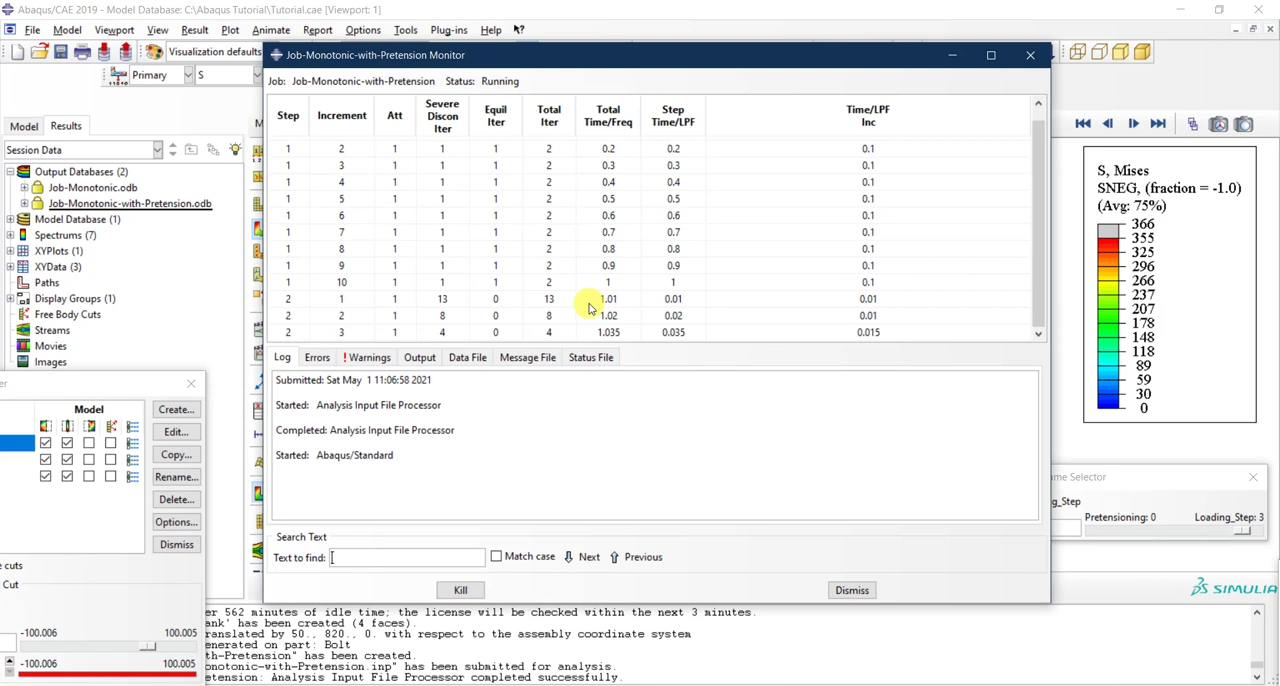 Abaqus/CAE 2019 - Model Database: C:\Abaqus Tutorial\Tutorial.cae [Viewport: 1]
File Model Viewport View Result Plot Animate Report Options Tools Plug-ins Help
Visualization defaults
Primary S
Model Results
Session Data
Output Databases (2)
Job-Monotonic.odb
Job-Monotonic-with-Pretension.odb
Model Database (1)
Spectrums (7)
XYPlots (1)
XYData (3)
Paths
Display Groups (1)
Free Body Cuts
Streams
Movies
Images
Job-Monotonic-with-Pretension Monitor
Job: Job-Monotonic-with-Pretension Status: Running
Step Increment Att Severe Discon Iter Equil Iter Total Iter Total Time/Freq Step Time/LPF Time/LPF Inc
1 2 1 1 1 2 0.2 0.2 0.1
1 3 1 1 1 2 0.3 0.3 0.1
1 4 1 1 1 2 0.4 0.4 0.1
1 5 1 1 1 2 0.5 0.5 0.1
1 6 1 1 1 2 0.6 0.6 0.1
1 7 1 1 1 2 0.7 0.7 0.1
1 8 1 1 1 2 0.8 0.8 0.1
1 9 1 1 1 2 0.9 0.9 0.1
1 10 1 1 1 2 1 1 0.1
2 1 1 13 0 13 1.01 0.01 0.01
2 2 1 8 0 8 1.02 0.02 0.01
2 3 1 4 0 4 1.035 0.035 0.015
Log Errors ! Warnings Output Data File Message File Status File
Submitted: Sat May 1 11:06:58 2021
Started: Analysis Input File Processor
Completed: Analysis Input File Processor
Started: Abaqus/Standard
Search Text
Text to find: Match case Next Previous
Kill Dismiss
S, Mises
SNEG, (fraction = -1.0)
(Avg: 75%)
366
355
325
296
266
237
207
178
148
118
89
59
30
0
er
Model
Create...
Edit...
Copy...
Rename...
Delete...
Options...
Dismiss
e cuts
Cut
-100.006 100.005
-100.006 100.005
me Selector
g_Step
Pretensioning: 0 Loading_Step: 3
SIMULIA
er 562 minutes of idle time; the license will be checked within the next 3 minutes.
ank' has been created (4 faces).
ranslated by 50., 820., 0. with respect to the assembly coordinate system
enerated on part: Bolt
th-Pretension" has been created.
onotonic-with-Pretension.inp" has been submitted for analysis.
etension: Analysis Input File Processor completed successfully.